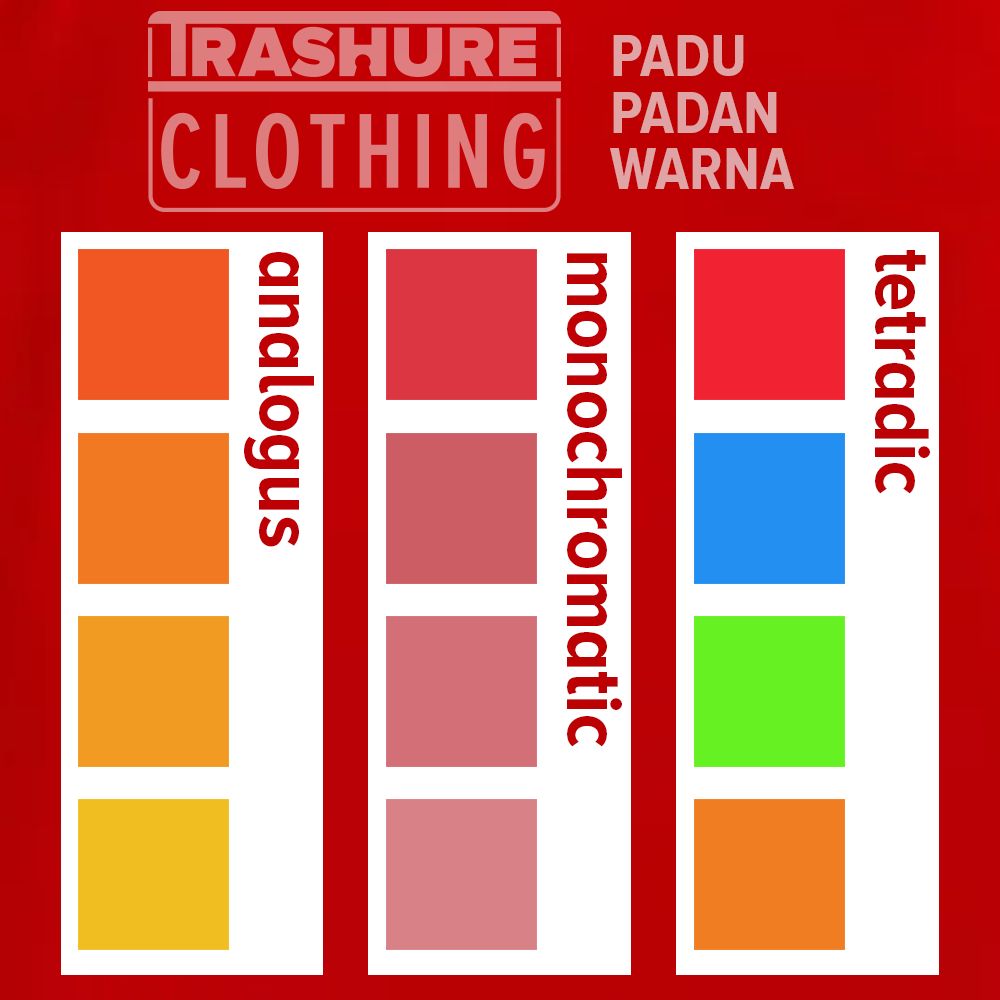 TRASHURE
CLOTHING
PADU
PADAN
WARNA
analogus
monochromatic
tetradic